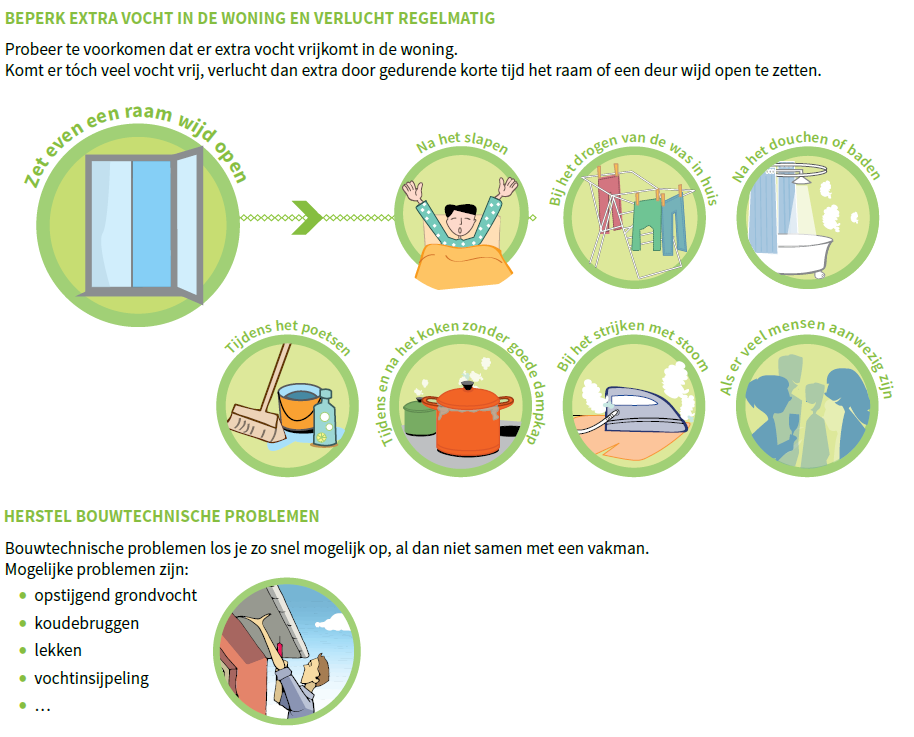 BEPERK EXTRA VOCHT IN DE WONING EN VERLUCHT REGELMATIG
Probeer te voorkomen dat er extra vocht vrijkomt in de woning.
Komt er tóch veel vocht vrij, verlucht dan extra door gedurende korte tijd het raam of een deur wijd open te zetten.
Zet even een raam wijd open
Na het slapen
Bij het drogen van de was in huis
Na het douchen of baden
Tijdens het poetsen
Tijdens en na het koken zonder goede dampkap
Bij het strijken met stoom
Als er veel mensen aanwezig zijn
HERSTEL BOUWTECHNISCHE PROBLEMEN
Bouwtechnische problemen los je zo snel mogelijk op, al dan niet samen met een vakman.
Mogelijke problemen zijn:
• opstijgend grondvocht
• koudebruggen
• lekken
• vochtinsijpeling
• ...